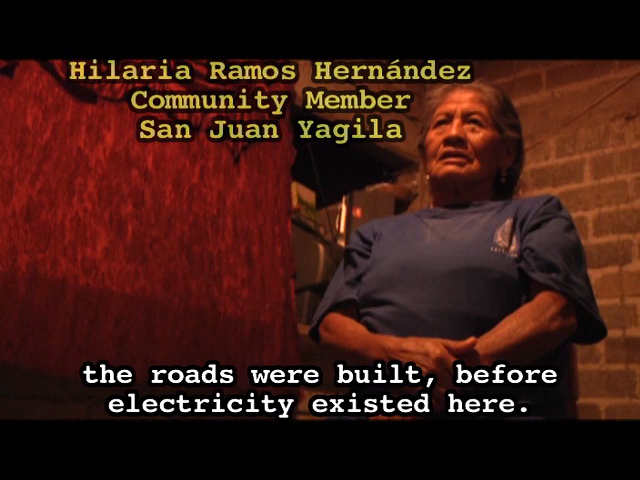 Hilaria Ramos Hernández
Community Member
San Juan Yagila
the roads were built, before
electricity existed here.